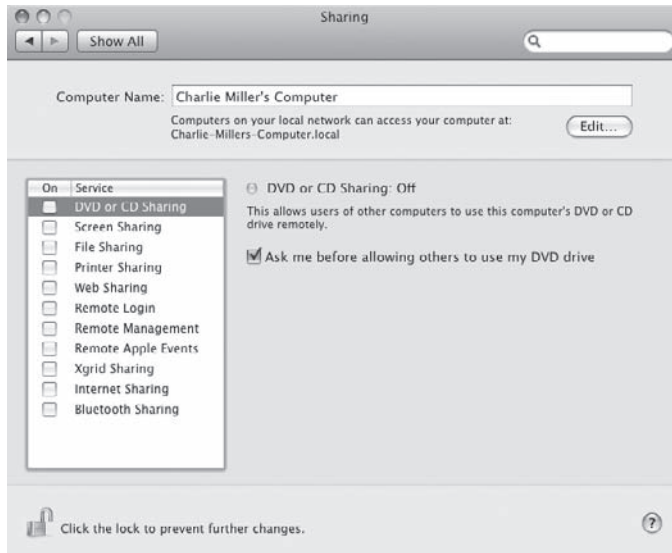 Sharing
Show All
Computer Name: Charlie Miller's Computer
Computers on your local network can access your computer at:
Charlie-Millers-Computer.local
Edit...
On Service
DVD or CD Sharing
Screen Sharing
File Sharing
Printer Sharing
Web Sharing
Remote Login
Remote Management
Remote Apple Events
Xgrid Sharing
Internet Sharing
Bluetooth Sharing
DVD or CD Sharing: Off
This allows users of other computers to use this computer's DVD or CD
drive remotely.
Ask me before allowing others to use my DVD drive
Click the lock to prevent further changes.
?